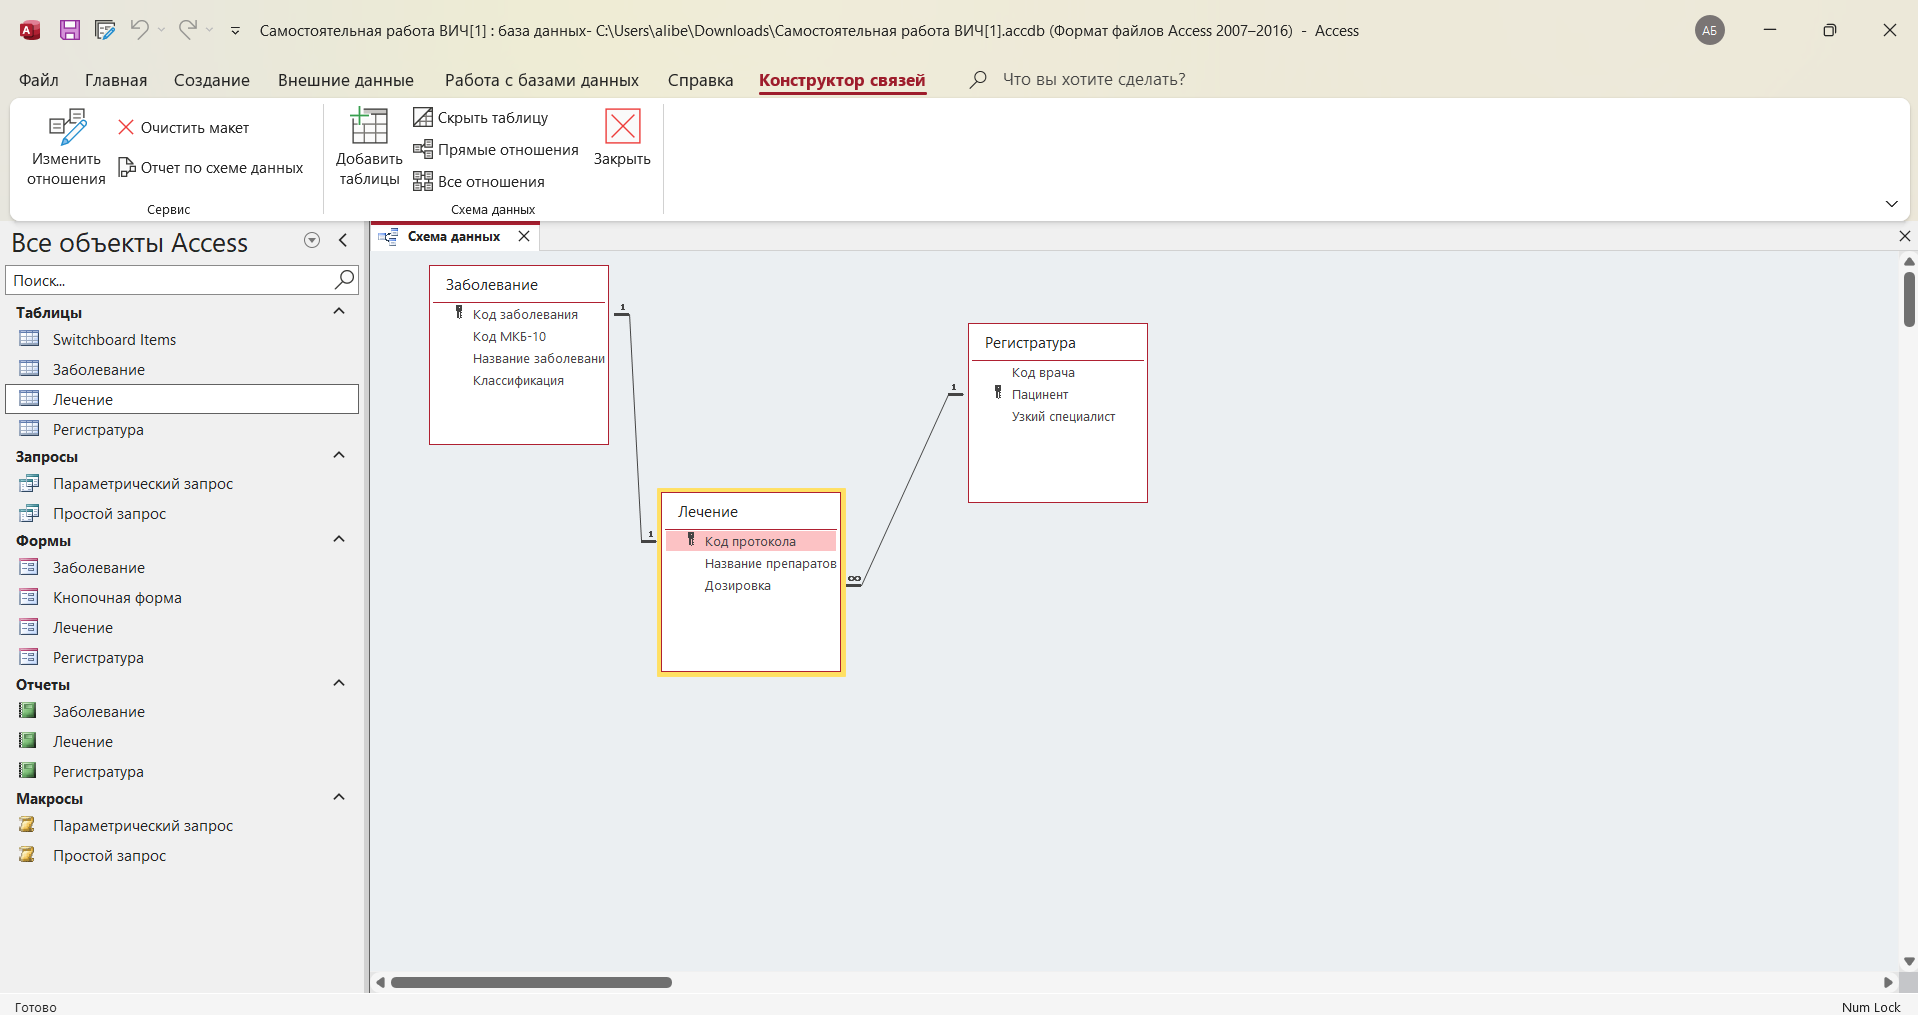 Самостоятельная работа ВИЧ[1] : база данных- C:\Users\alibe\Downloads\Самостоятельная работа ВИЧ[1].accdb (Формат файлов Access 2007–2016) - Access
АБ
Файл Главная Создание Внешние данные Работа с базами данных Справка Конструктор связей Что вы хотите сделать?
Изменить отношения
Очистить макет
Отчет по схеме данных
Сервис
Добавить таблицы
Скрыть таблицу
Прямые отношения
Все отношения
Закрыть
Схема данных
Все объекты Access
Поиск...
Таблицы
Switchboard Items
Заболевание
Лечение
Регистратура
Запросы
Параметрический запрос
Простой запрос
Формы
Заболевание
Кнопочная форма
Лечение
Регистратура
Отчеты
Заболевание
Лечение
Регистратура
Макросы
Параметрический запрос
Простой запрос
Схема данных
Заболевание
Код заболевания
Код МКБ-10
Название заболевани
Классификация
1
1
Лечение
Код протокола
Название препаратов
Дозировка
∞
1
Регистратура
Код врача
Пацинент
Узкий специалист
Готово
Num Lock